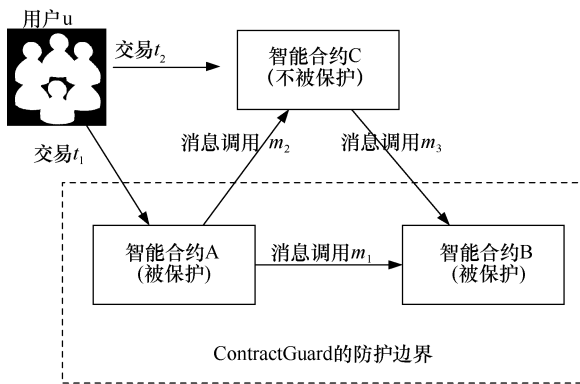 用户u
交易t₂
智能合约C
(不被保护)
交易t₁
消息调用 m₂
消息调用m₃
智能合约A
(被保护)
消息调用m₁
智能合约B
(被保护)
ContractGuard的防护边界